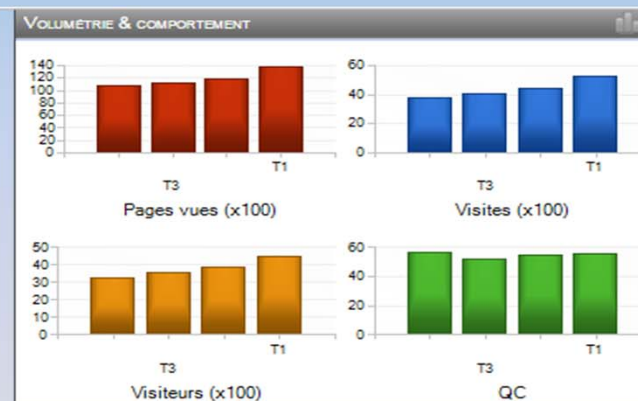 VOLUMÉTRIE & COMPORTEMENT
140
120
100
80
60
40
20
0
T3
T1
Pages vues (x100)
60
40
20
0
T3
T1
Visites (x100)
50
40
30
20
10
0
T3
T1
Visiteurs (x100)
60
40
20
0
T3
T1
QC